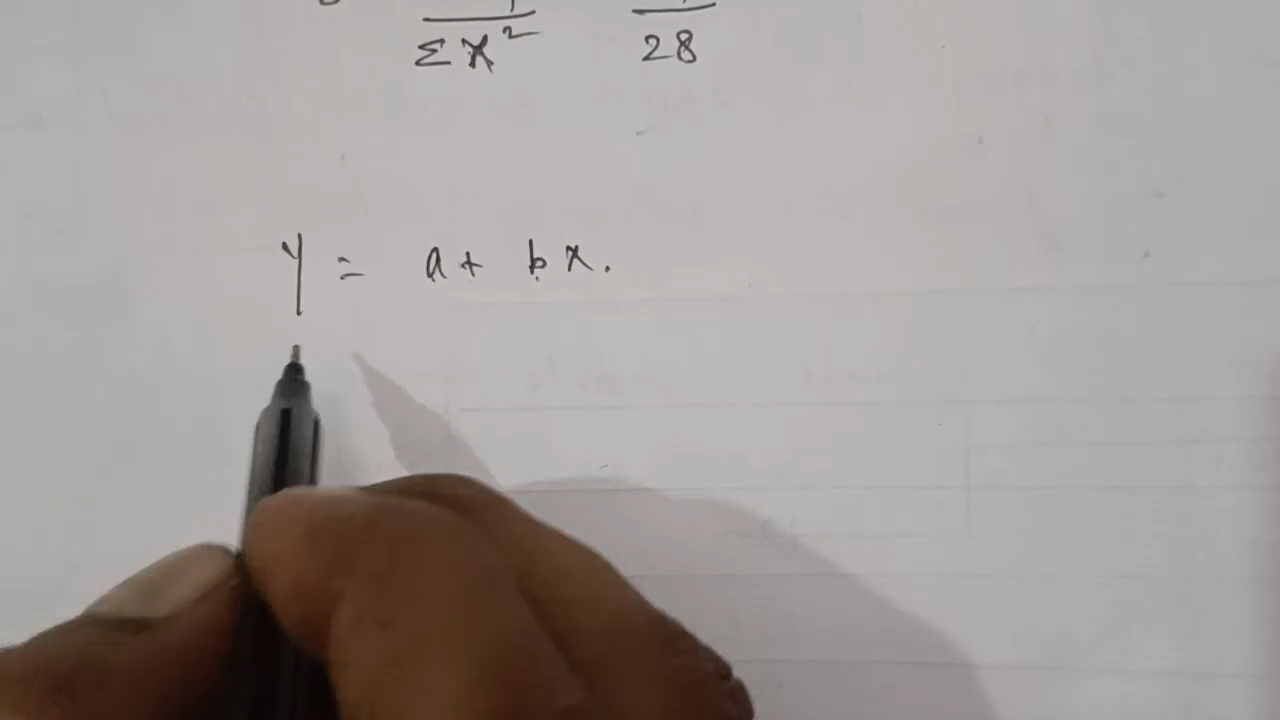 ΣX² 28
y = a + bx.